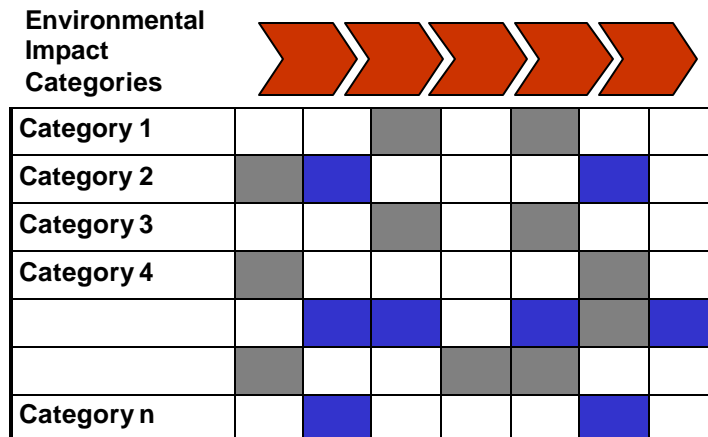 Environmental
Impact
Categories
Category 1
Category 2
Category 3
Category 4
Category n